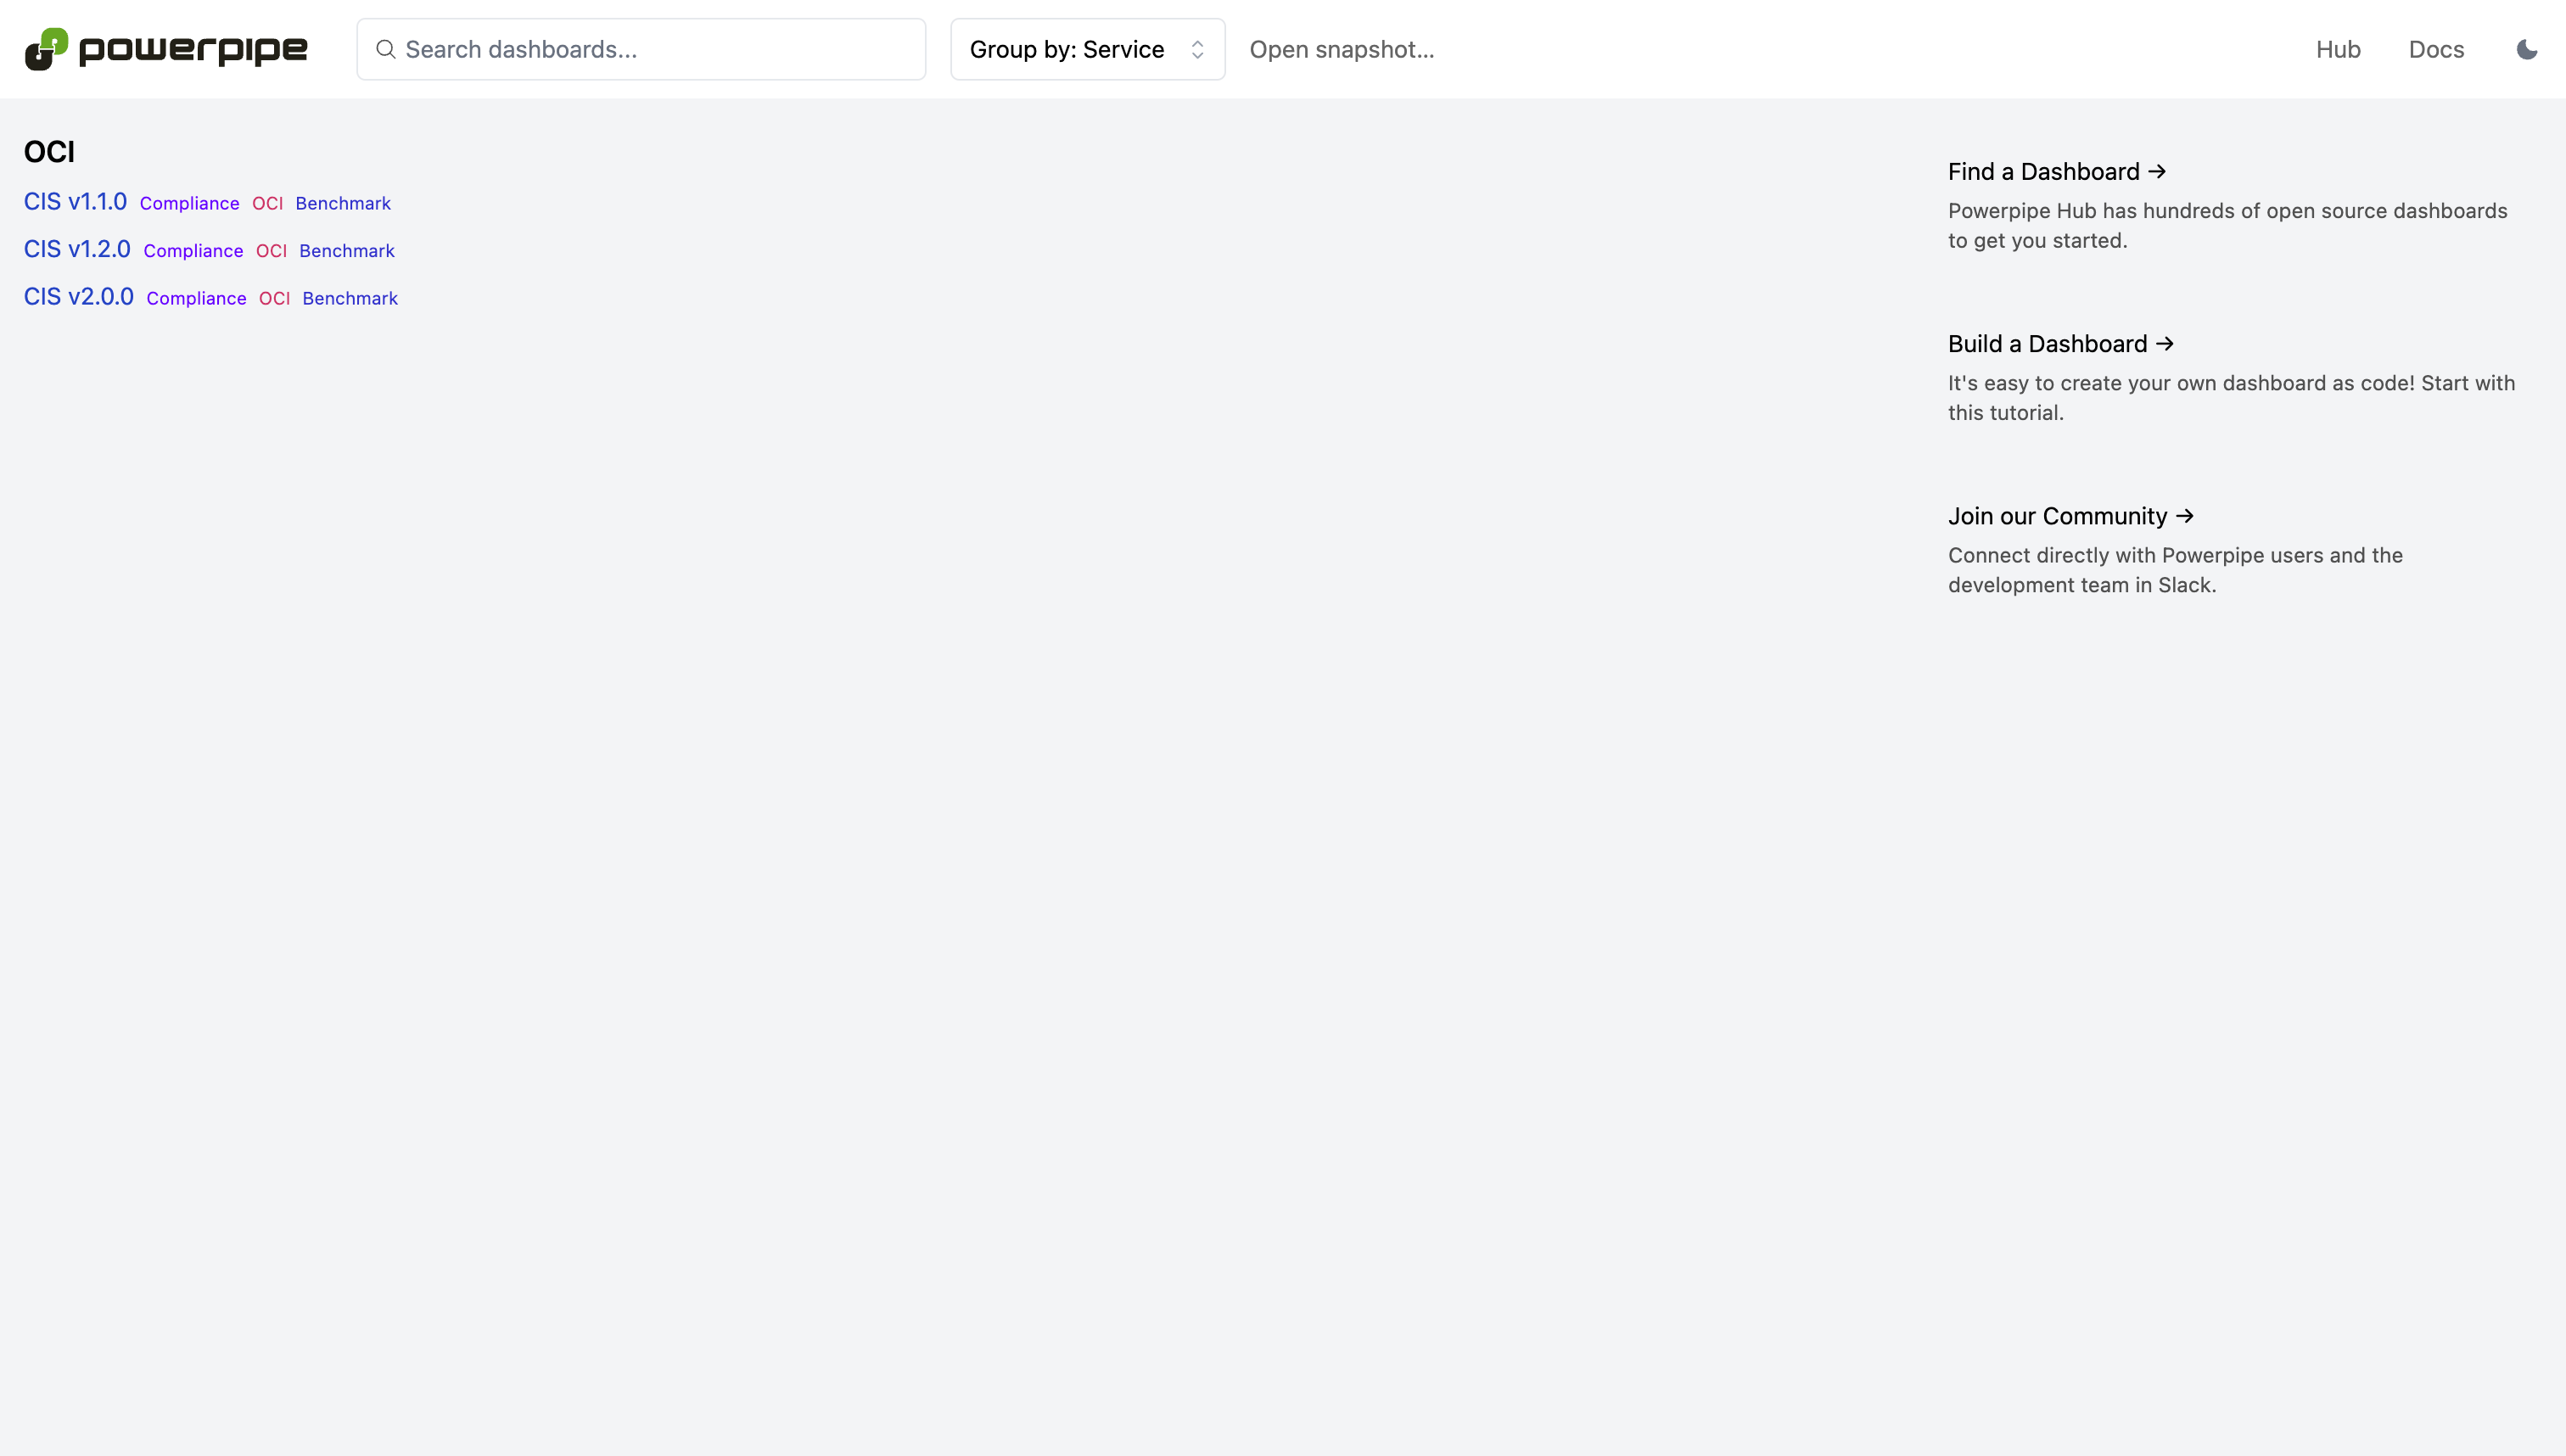 powerpipe
Search dashboards...
Group by: Service
Open snapshot...
Hub
Docs
OCI
CIS v1.1.0 Compliance OCI Benchmark
CIS v1.2.0 Compliance OCI Benchmark
CIS v2.0.0 Compliance OCI Benchmark
Find a Dashboard →
Powerpipe Hub has hundreds of open source dashboards
to get you started.
Build a Dashboard →
It's easy to create your own dashboard as code! Start with
this tutorial.
Join our Community →
Connect directly with Powerpipe users and the
development team in Slack.